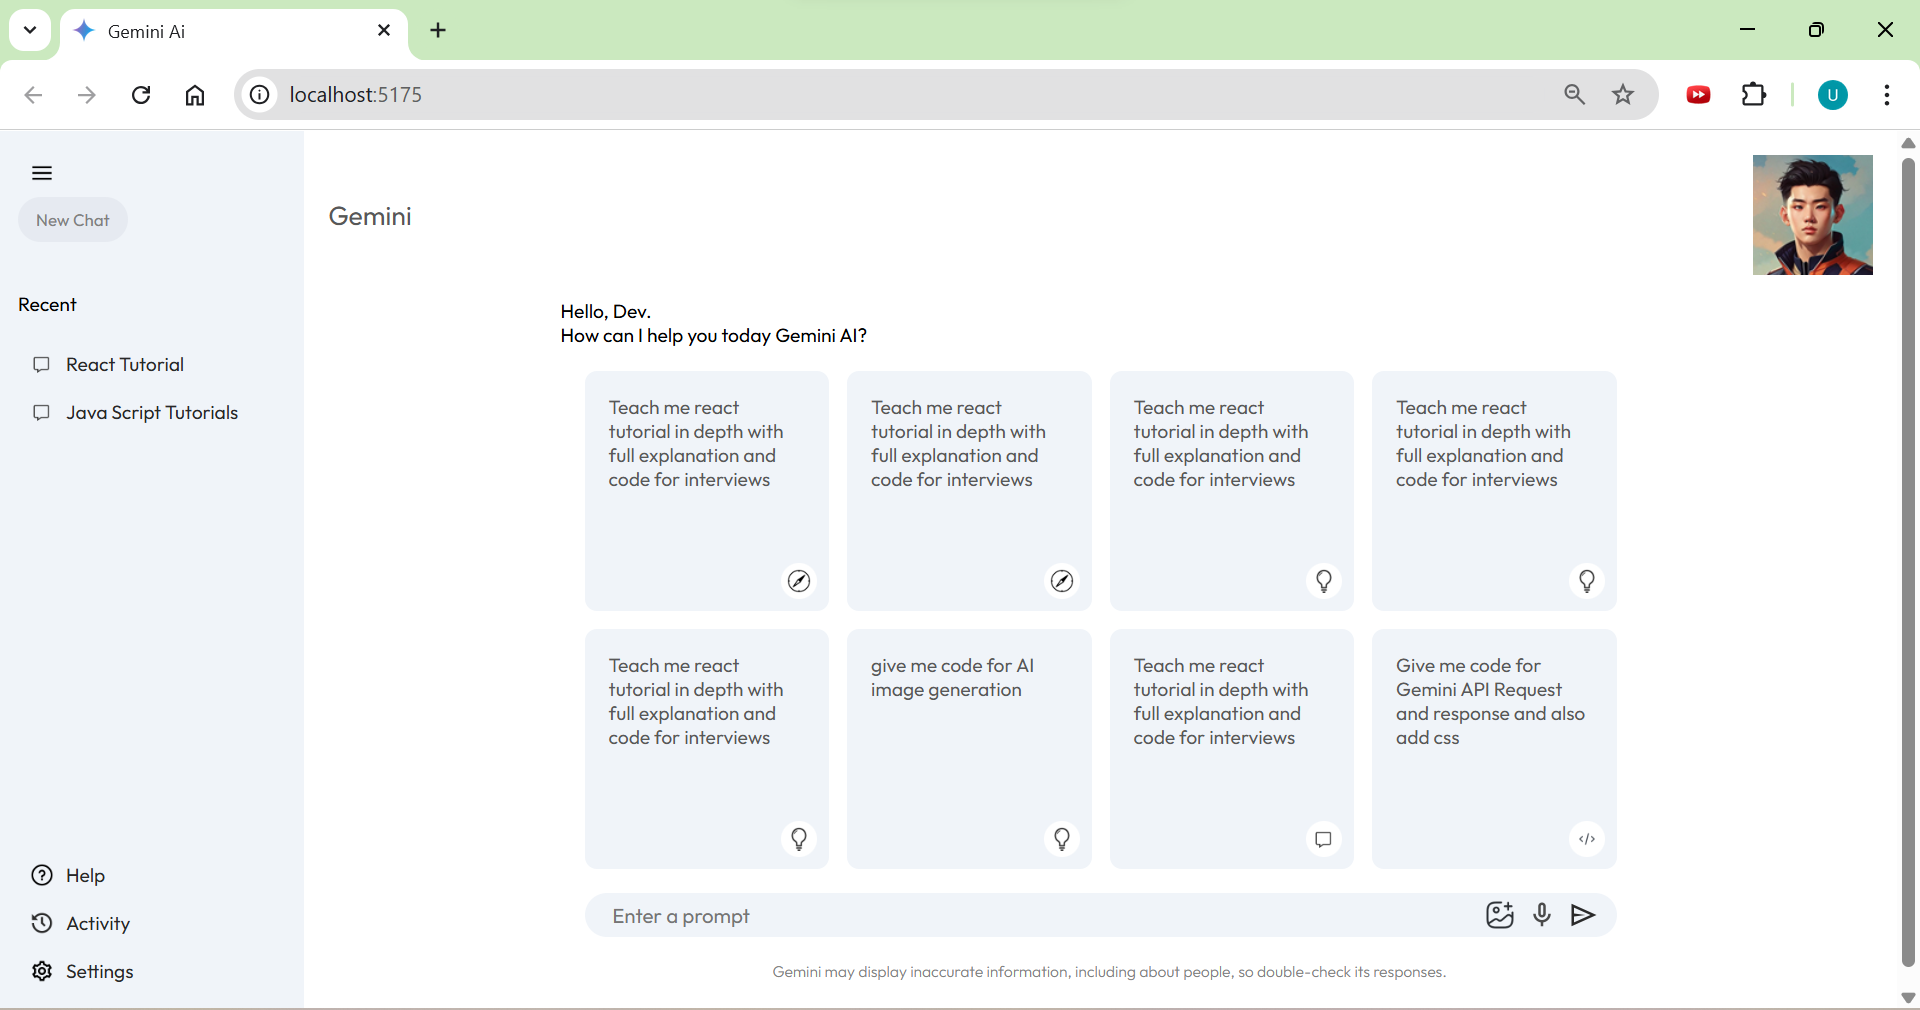 Gemini Ai
localhost:5175
U
New Chat
Gemini
Recent
React Tutorial
Java Script Tutorials
Hello, Dev.
How can I help you today Gemini AI?
Teach me react
tutorial in depth with
full explanation and
code for interviews
Teach me react
tutorial in depth with
full explanation and
code for interviews
Teach me react
tutorial in depth with
full explanation and
code for interviews
Teach me react
tutorial in depth with
full explanation and
code for interviews
Teach me react
tutorial in depth with
full explanation and
code for interviews
give me code for AI
image generation
Teach me react
tutorial in depth with
full explanation and
code for interviews
Give me code for
Gemini API Request
and response and also
add css
Help
Activity
Settings
Enter a prompt
Gemini may display inaccurate information, including about people, so double-check its responses.